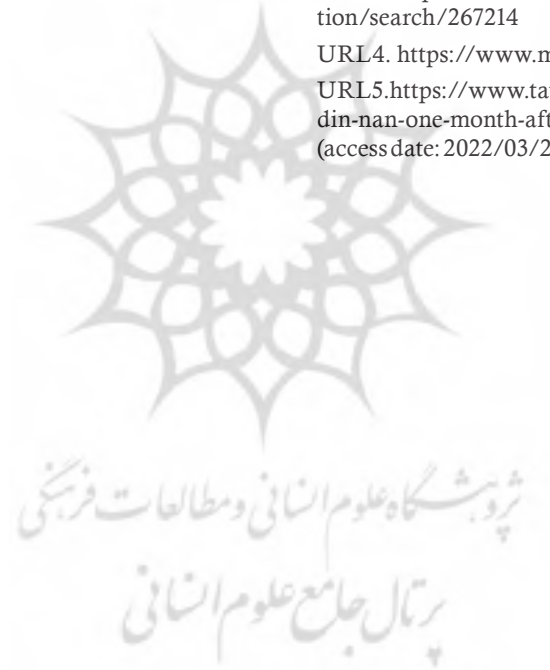 tion/search/267214
URL4. https://www.m
URL5.https://www.ta
din-nan-one-month-aft
(access date: 2022/03/2
پژوهشگاه علوم انسانی و مطالعات فرهنگی
پرتال جامع علوم انسانی